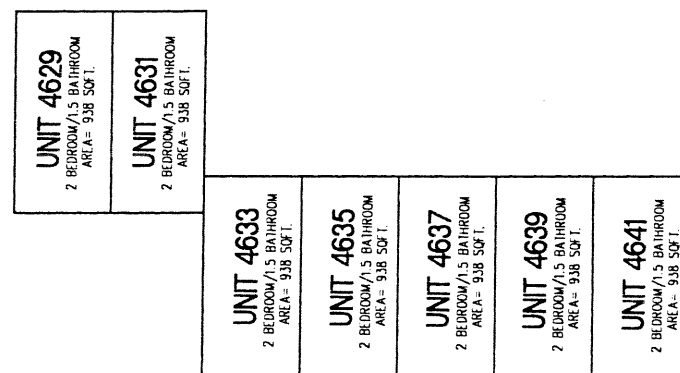 UNIT 4629
2 BEDROOM/1.5 BATHROOM
AREA= 938 SQFT.
UNIT 4631
2 BEDROOM/1.5 BATHROOM
AREA= 938 SQFT.
UNIT 4633
2 BEDROOM/1.5 BATHROOM
AREA= 938 SQFT.
UNIT 4635
2 BEDROOM/1.5 BATHROOM
AREA= 938 SQFT.
UNIT 4637
2 BEDROOM/1.5 BATHROOM
AREA= 938 SQFT.
UNIT 4639
2 BEDROOM/1.5 BATHROOM
AREA= 938 SQFT.
UNIT 4641
2 BEDROOM/1.5 BATHROOM
AREA= 938 SQFT.